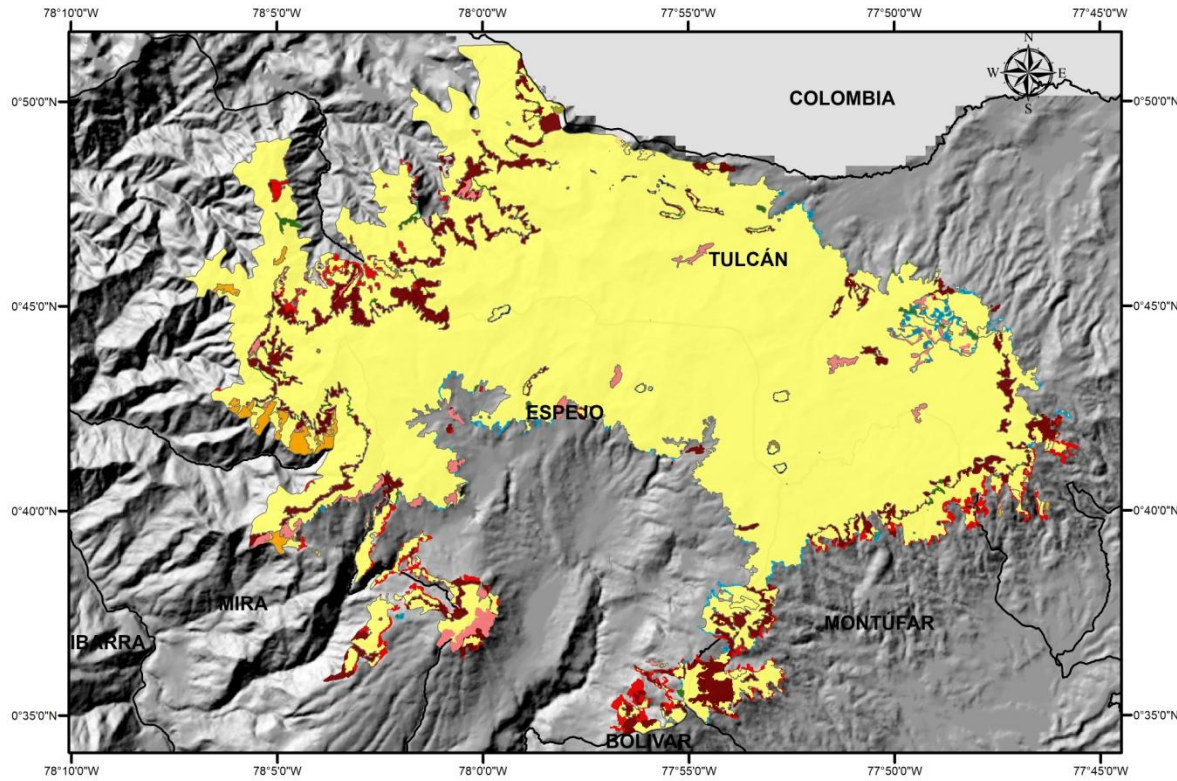 78°10'0"W 78°5'0"W 78°0'0"W 77°55'0"W 77°50'0"W 77°45'0"W
N
W E
S
0°50'0"N COLOMBIA 0°50'0"N
TULCÁN
0°45'0"N 0°45'0"N
ESPEJO
0°40'0"N 0°40'0"N
MIRA
MONTÚFAR
IBARRA
0°35'0"N 0°35'0"N
BOLÍVAR
78°10'0"W 78°5'0"W 78°0'0"W 77°55'0"W 77°50'0"W 77°45'0"W